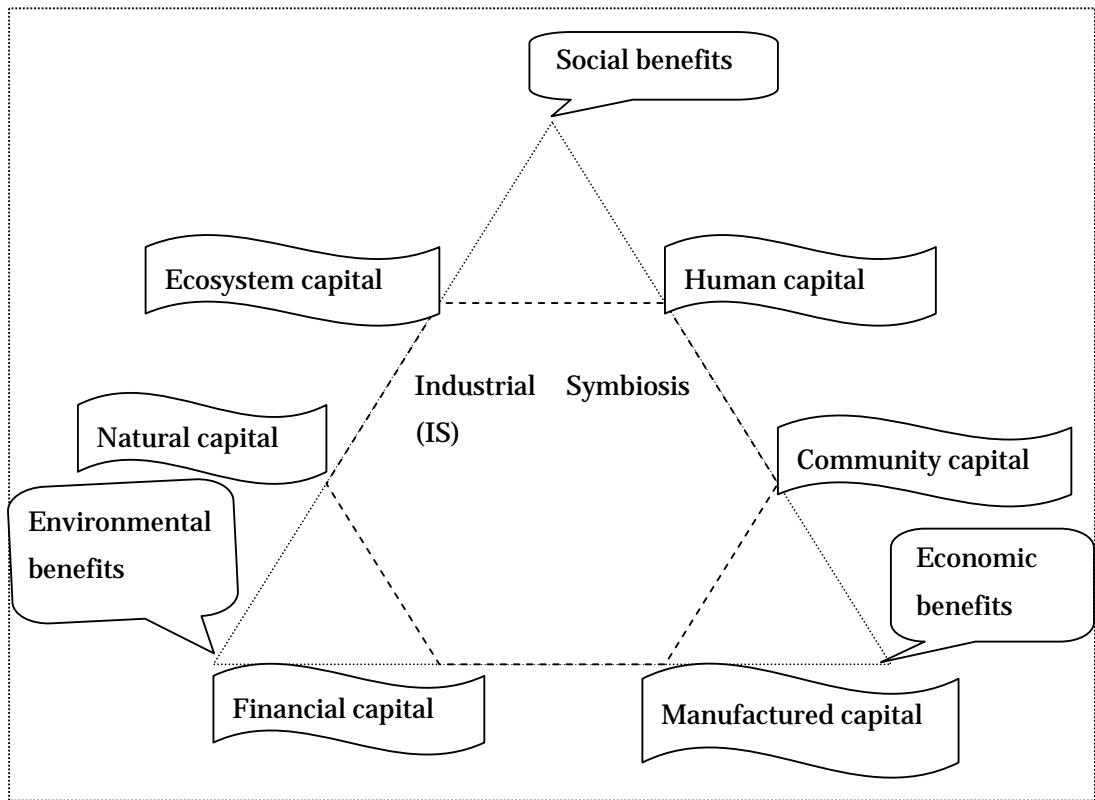 Social benefits
Ecosystem capital
Human capital
Industrial Symbiosis
(IS)
Natural capital
Community capital
Environmental
benefits
Economic
benefits
Financial capital
Manufactured capital